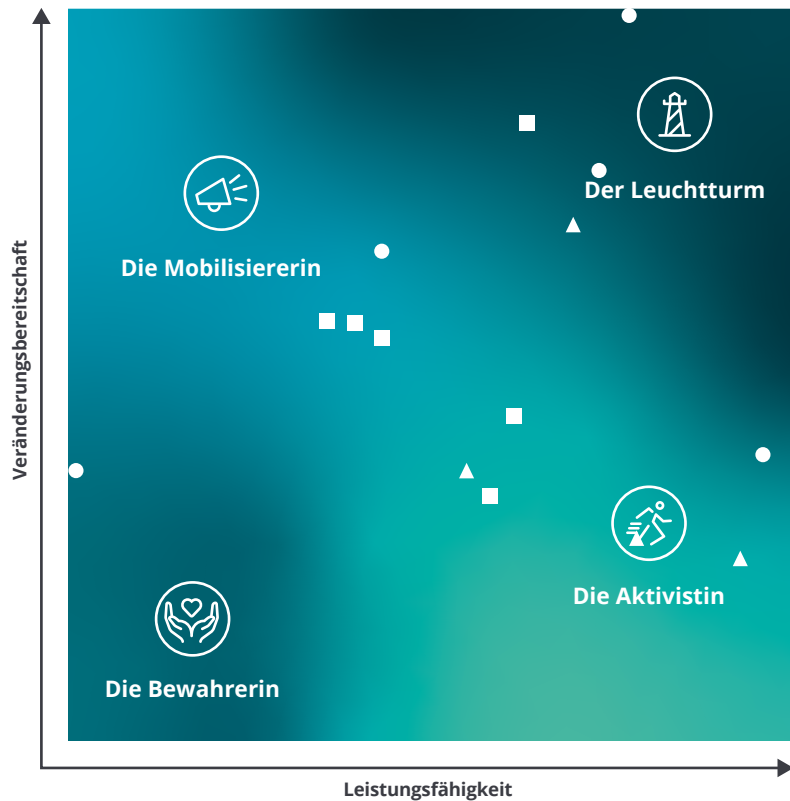 Der Leuchtturm
Die Mobilisiererin
Veränderungsbereitschaft
Die Aktivistin
Die Bewahrerin
Leistungsfähigkeit